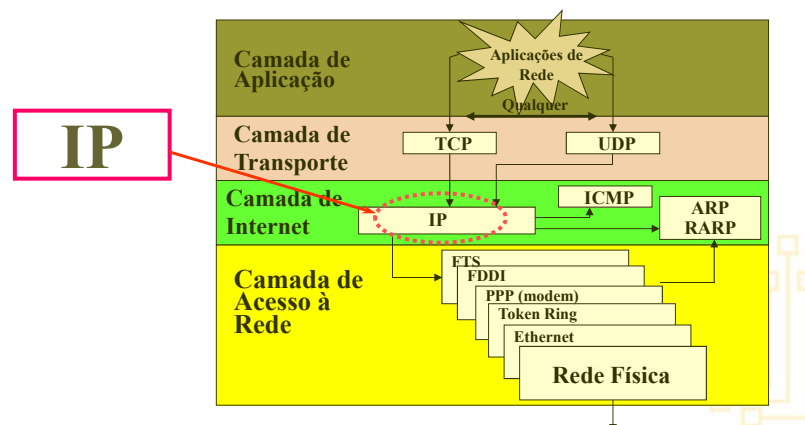 Camada de
Aplicação
Aplicações de
Rede
Qualquer
IP
Camada de
Transporte
TCP
UDP
Camada de
Internet
IP
ICMP
ARP
RARP
Camada de
Acesso à
Rede
ETS
FDDI
PPP (modem)
Token Ring
Ethernet
Rede Física